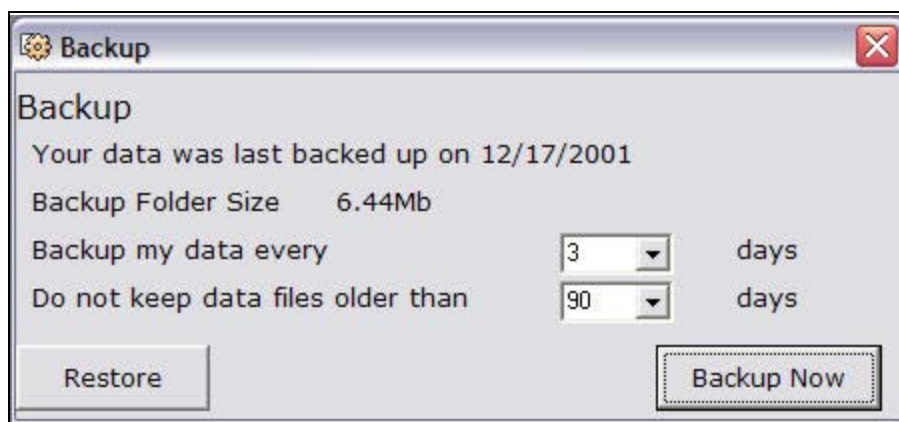 Backup
Backup
Your data was last backed up on 12/17/2001
Backup Folder Size 6.44Mb
Backup my data every 3 days
Do not keep data files older than 90 days
Restore Backup Now